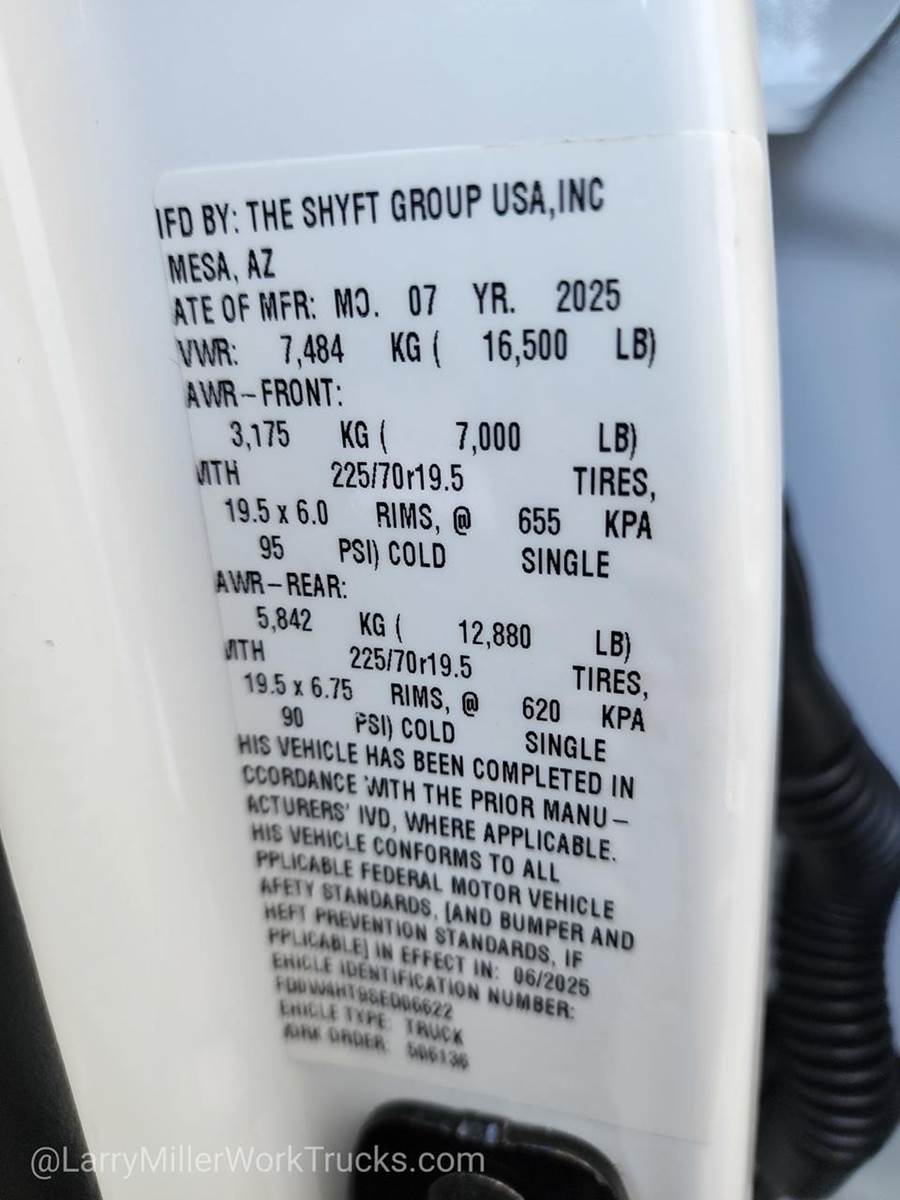 IFD BY: THE SHYFT GROUP USA,INC
MESA, AZ
ATE OF MFR: MO. 07 YR. 2025
VWR: 7,484 KG ( 16,500 LB)
AWR-FRONT:
3,175 KG ( 7,000 LB)
WITH 225/70r19.5 TIRES,
19.5 x 6.0 RIMS, @ 655 KPA
95 PSI) COLD SINGLE
AWR-REAR:
5,842 KG ( 12,880 LB)
WITH 225/70r19.5 TIRES,
19.5 x 6.75 RIMS, @ 620 KPA
90 PSI) COLD SINGLE
HIS VEHICLE HAS BEEN COMPLETED IN
CCORDANCE WITH THE PRIOR MANU-
ACTURERS' IVD, WHERE APPLICABLE.
HIS VEHICLE CONFORMS TO ALL
PPLICABLE FEDERAL MOTOR VEHICLE
AFETY STANDARDS, [AND BUMPER AND
HEFT PREVENTION STANDARDS, IF
PPLICABLE] IN EFFECT IN: 06/2025
EHICLE IDENTIFICATION NUMBER:
EHICLE TYPE: TRUCK
ORDER: 506136
@LarryMillerWorkTrucks.com